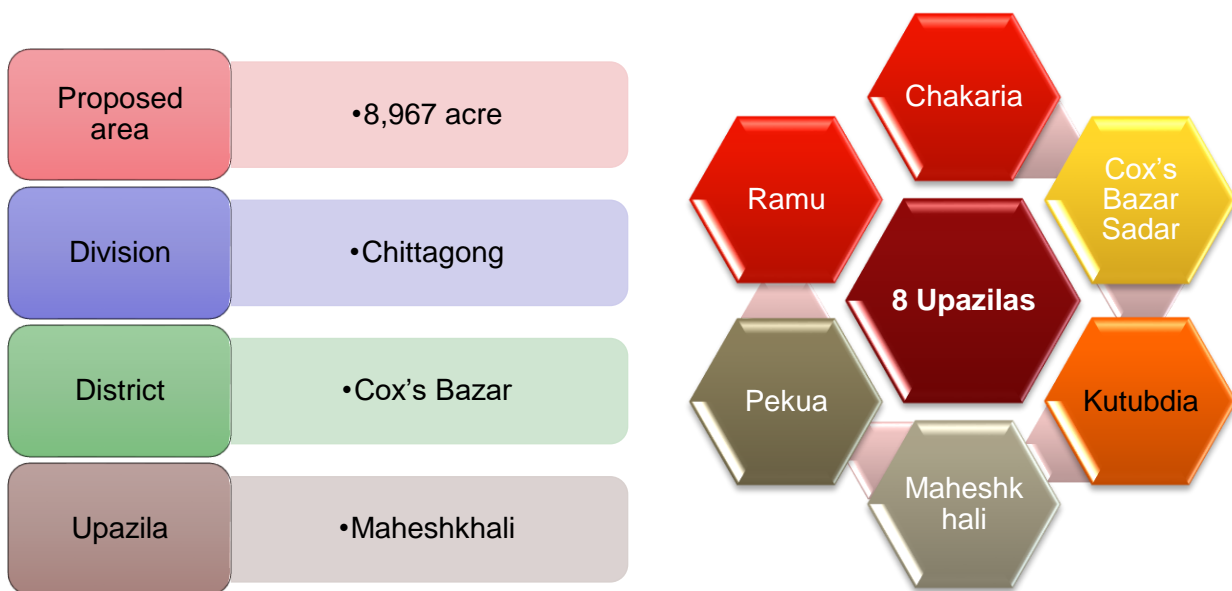 Proposed
area
•8,967 acre
Division
•Chittagong
District
•Cox’s Bazar
Upazila
•Maheshkhali
Chakaria
Ramu
Cox’s
Bazar
Sadar
8 Upazilas
Pekua
Kutubdia
Maheshk
hali